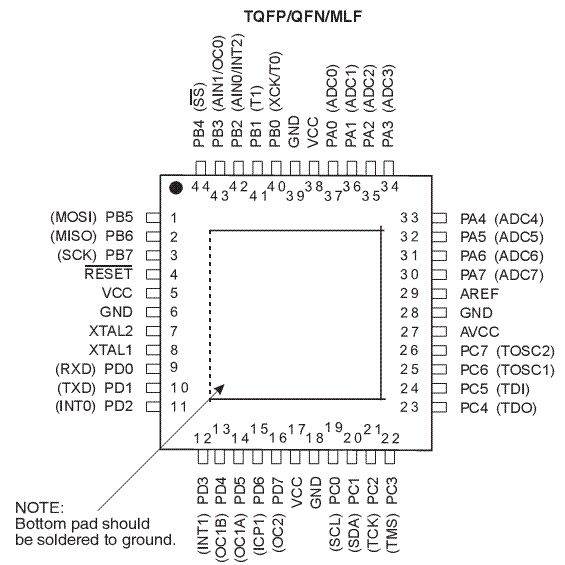 TQFP/QFN/MLF
PB4 (SS)
PB3 (AIN1/OC0)
PB2 (AIN0/INT2)
PB1 (T1)
PB0 (XCK/T0)
GND
VCC
PA0 (ADC0)
PA1 (ADC1)
PA2 (ADC2)
PA3 (ADC3)
44 43 42 41 40 39 38 37 36 35 34
(MOSI) PB5 1
(MISO) PB6 2
(SCK) PB7 3
RESET 4
VCC 5
GND 6
XTAL2 7
XTAL1 8
(RXD) PD0 9
(TXD) PD1 10
(INT0) PD2 11
33 PA4 (ADC4)
32 PA5 (ADC5)
31 PA6 (ADC6)
30 PA7 (ADC7)
29 AREF
28 GND
27 AVCC
26 PC7 (TOSC2)
25 PC6 (TOSC1)
24 PC5 (TDI)
23 PC4 (TDO)
12 13 14 15 16 17 18 19 20 21 22
(INT1) PD3
(OC1B) PD4
(OC1A) PD5
(ICP1) PD6
(OC2) PD7
VCC
GND
(SCL) PC0
(SDA) PC1
(TCK) PC2
(TMS) PC3
NOTE:
Bottom pad should
be soldered to ground.